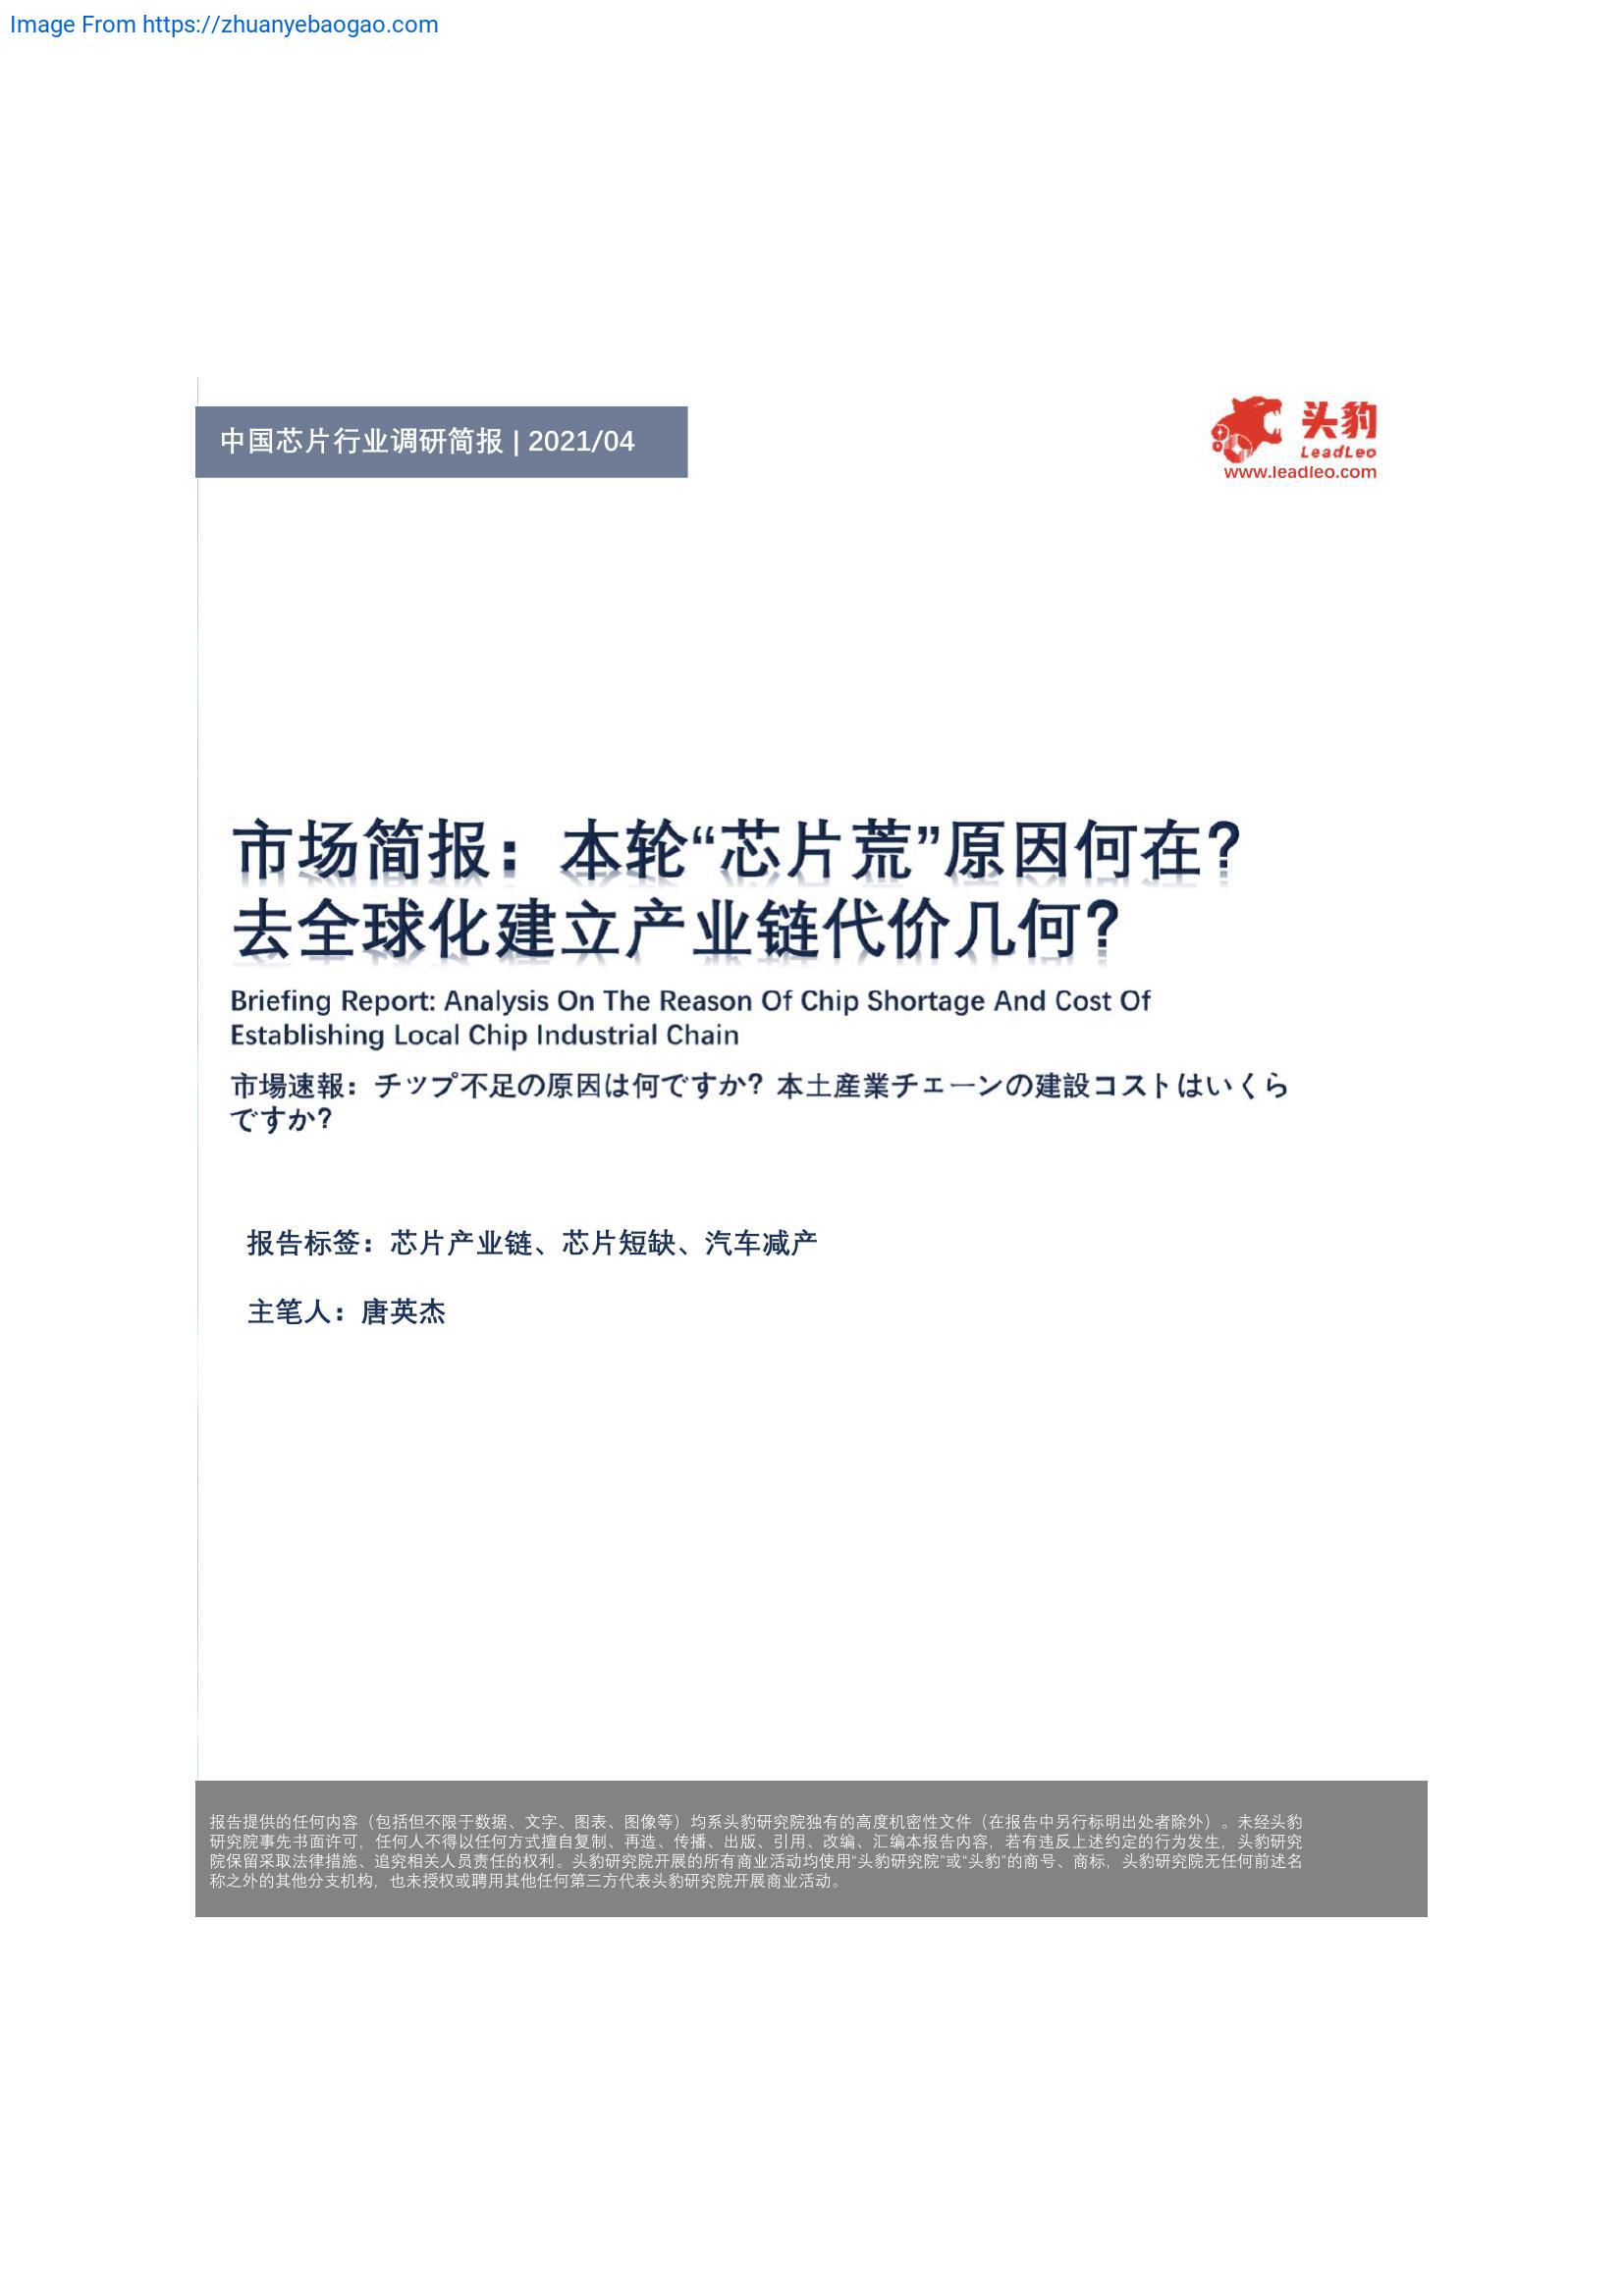 Image From https://zhuanyebaogao.com
中国芯片行业调研简报 | 2021/04
头豹
LeadLeo
www.leadleo.com
市场简报：本轮“芯片荒”原因何在？
去全球化建立产业链代价几何？
Briefing Report: Analysis On The Reason Of Chip Shortage And Cost Of
Establishing Local Chip Industrial Chain
市場速報：チップ不足の原因は何ですか？本土産業チェーンの建設コストはいくら
ですか？
报告标签：芯片产业链、芯片短缺、汽车减产
主笔人：唐英杰
报告提供的任何内容（包括但不限于数据、文字、图表、图像等）均系头豹研究院独有的高度机密性文件（在报告中另行标明出处者除外）。未经头豹
研究院事先书面许可，任何人不得以任何方式擅自复制、再造、传播、出版、引用、改编、汇编本报告内容，若有违反上述约定的行为发生，头豹研究
院保留采取法律措施、追究相关人员责任的权利。头豹研究院开展的所有商业活动均使用“头豹研究院”或“头豹”的商号、商标，头豹研究院无任何前述名
称之外的其他分支机构，也未授权或聘用其他任何第三方代表头豹研究院开展商业活动。